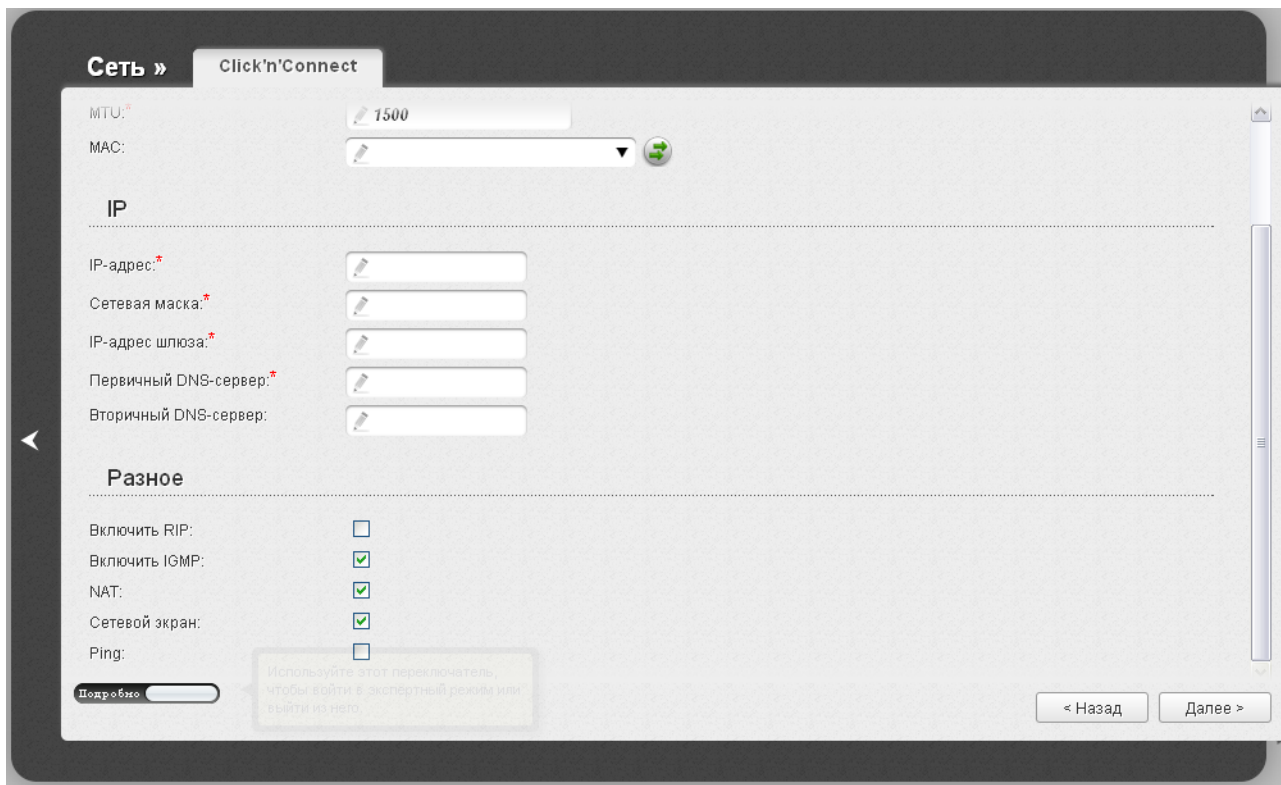 Сеть » Click'n'Connect
MTU:* 1500
MAC:
IP
IP-адрес:*
Сетевая маска:*
IP-адрес шлюза:*
Первичный DNS-сервер:*
Вторичный DNS-сервер:
Разное
Включить RIP:
Включить IGMP:
NAT:
Сетевой экран:
Ping:
Используйте этот переключатель,
чтобы войти в экспертный режим или
выйти из него.
Подробно
< Назад Далее >